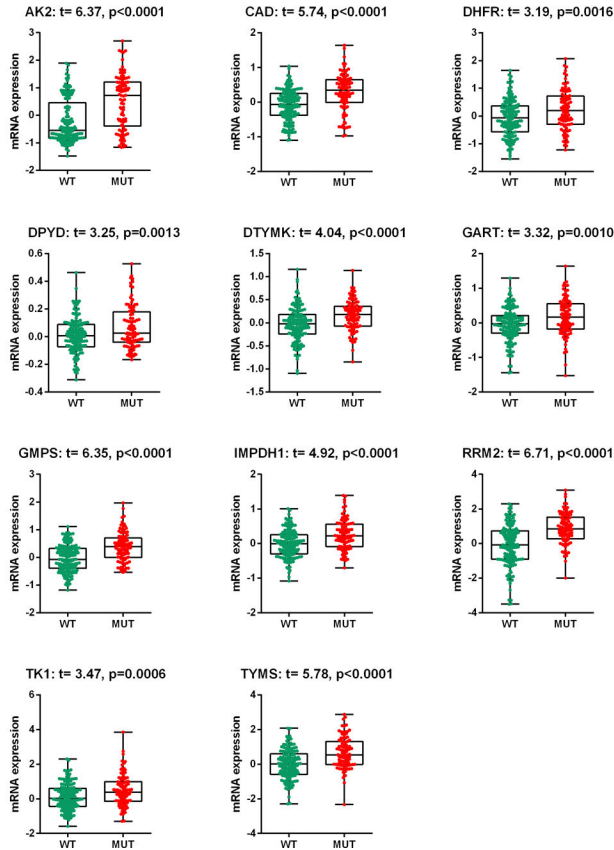 AK2: t= 6.37, p<0.0001
CAD: t= 5.74, p<0.0001
DHFR: t= 3.19, p=0.0016
mRNA expression
3
2
1
0
-1
-2
WT
MUT
mRNA expression
2
1
0
-1
-2
WT
MUT
mRNA expression
3
2
1
0
-1
-2
WT
MUT
DPYD: t= 3.25, p=0.0013
DTYMK: t= 4.04, p<0.0001
GART: t= 3.32, p=0.0010
mRNA expression
0.6
0.4
0.2
0.0
-0.2
-0.4
WT
MUT
mRNA expression
1.5
1.0
0.5
0.0
-0.5
-1.0
-1.5
WT
MUT
mRNA expression
2
1
0
-1
-2
WT
MUT
GMPS: t= 6.35, p<0.0001
IMPDH1: t= 4.92, p<0.0001
RRM2: t= 6.71, p<0.0001
mRNA expression
3
2
1
0
-1
-2
WT
MUT
mRNA expression
2
1
0
-1
-2
WT
MUT
mRNA expression
4
2
0
-2
-4
WT
MUT
TK1: t= 3.47, p=0.0006
TYMS: t= 5.78, p<0.0001
mRNA expression
6
4
2
0
-2
WT
MUT
mRNA expression
4
2
0
-2
-4
WT
MUT